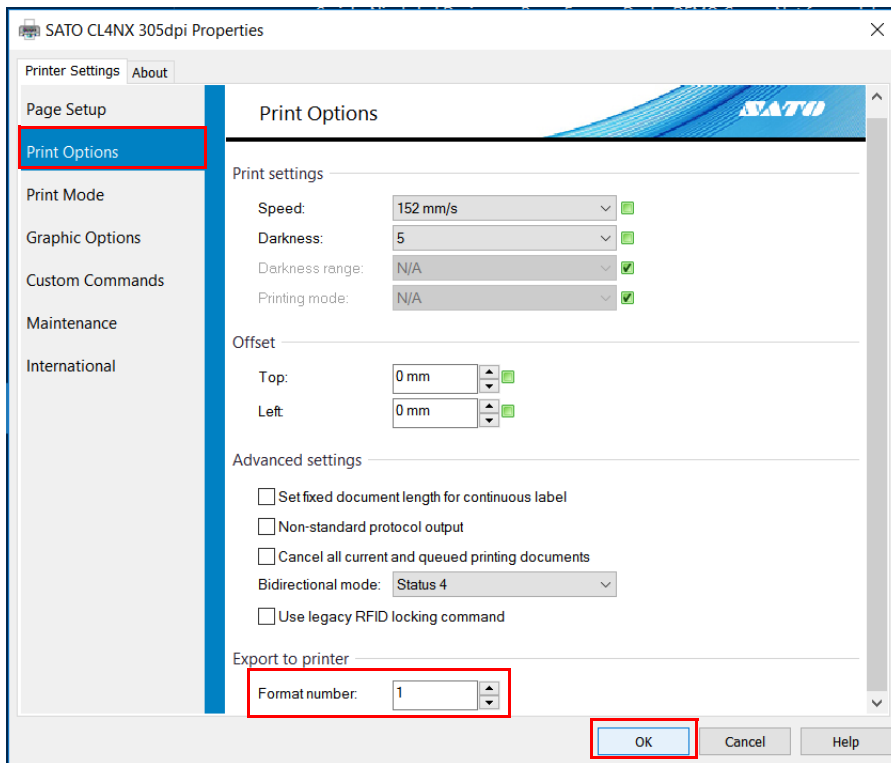 SATO CL4NX 305dpi Properties
Printer Settings
About
Page Setup
Print Options
Print Mode
Graphic Options
Custom Commands
Maintenance
International
Print Options
SATO
Print settings
Speed: 152 mm/s
Darkness: 5
Darkness range: N/A
Printing mode: N/A
Offset
Top: 0 mm
Left: 0 mm
Advanced settings
Set fixed document length for continuous label
Non-standard protocol output
Cancel all current and queued printing documents
Bidirectional mode: Status 4
Use legacy RFID locking command
Export to printer
Format number: 1
OK Cancel Help